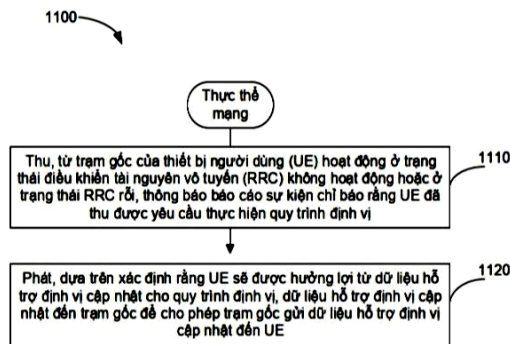 1100
Thực thể
mạng
Thu, từ trạm gốc của thiết bị người dùng (UE) hoạt động ở trạng
thái điều khiển tài nguyên vô tuyến (RRC) không hoạt động hoặc ở
trạng thái RRC rỗi, thông báo báo cáo sự kiện chỉ báo rằng UE đã
thu được yêu cầu thực hiện quy trình định vị
1110
Phát, dựa trên xác định rằng UE sẽ được hưởng lợi từ dữ liệu hỗ
trợ định vị cập nhật cho quy trình định vị, dữ liệu hỗ trợ định vị cập
nhật đến trạm gốc để cho phép trạm gốc gửi dữ liệu hỗ trợ định vị
cập nhật đến UE
1120